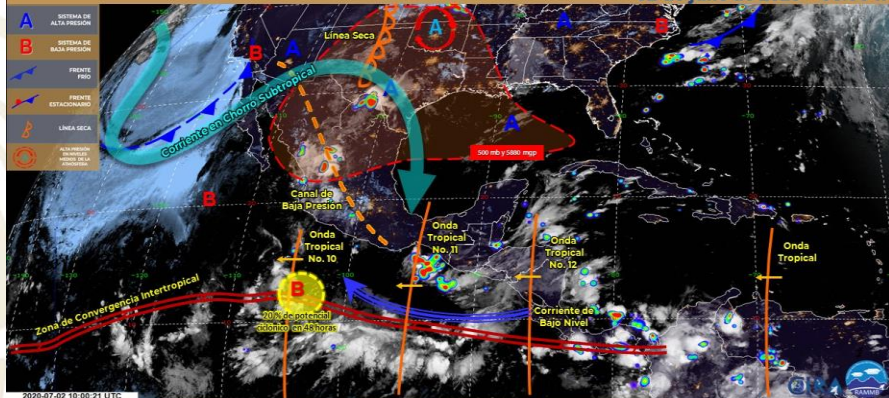 A
SISTEMA DE
ALTA PRESIÓN
B
SISTEMA DE
BAJA PRESIÓN
FRENTE
FRÍO
FRENTE
ESTACIONARIO
LÍNEA SECA
ALTA PRESIÓN
EN NIVELES
MEDIOS DE LA
ATMÓSFERA
Línea Seca
A
A
B
B
A
Corriente en Chorro Subtropical
A
A
500 mb y 5880 mgp
B
Canal de
Baja Presión
Onda
Tropical
No. 10
Onda
Tropical
No. 11
Onda
Tropical
No. 12
Onda
Tropical
Zona de Convergencia Intertropical
B
20 % de potencial
ciclónico en 48 horas
Corriente de
Bajo Nivel
2020-07-02 10:00:21 UTC
CIRA
RAMMB